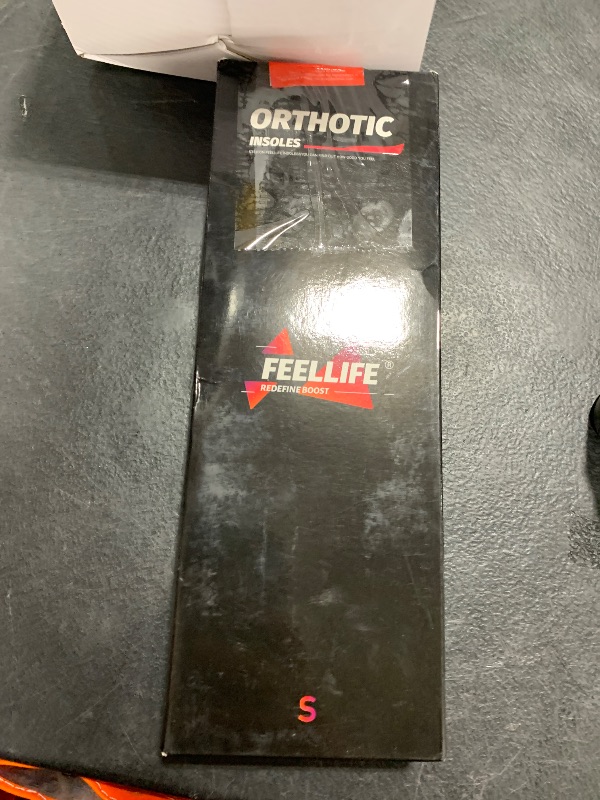 ORTHOTIC
INSOLES
FEELLIFE®
REDEFINE BOOST
S